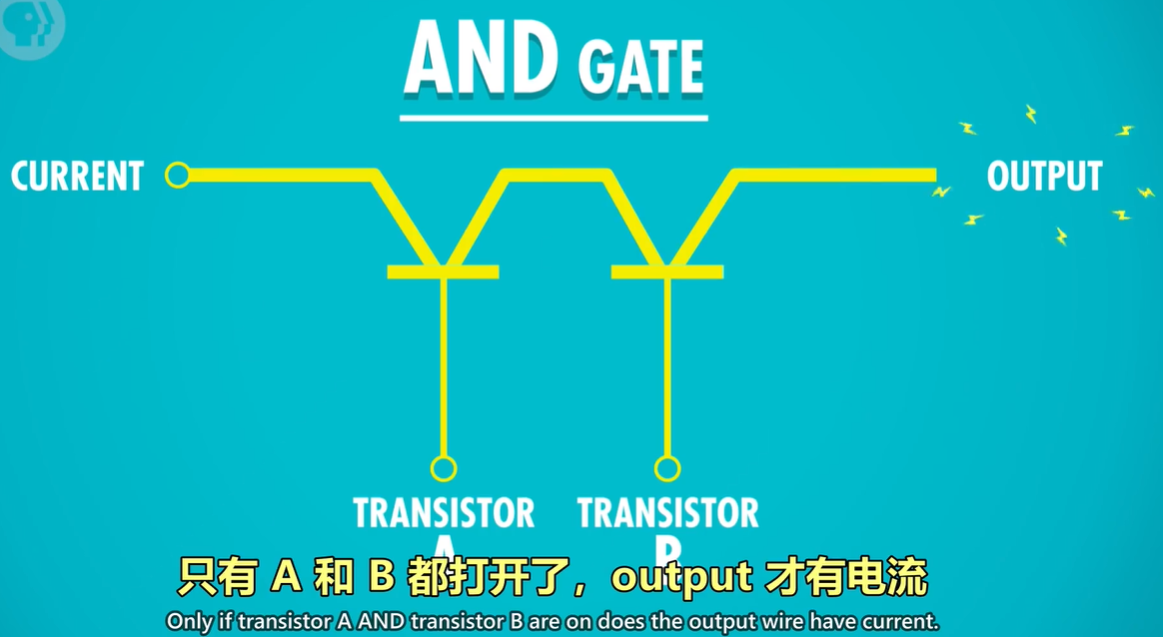 AND GATE
CURRENT
OUTPUT
TRANSISTOR
A
TRANSISTOR
B
只有 A 和 B 都打开了，output 才有电流
Only if transistor A AND transistor B are on does the output wire have current.